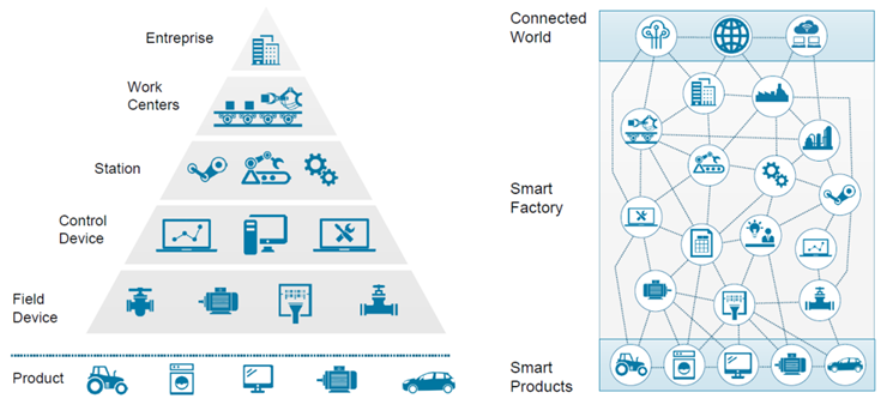 Entreprise
Work
Centers
Station
Control
Device
Field
Device
Product
Connected
World
Smart
Factory
Smart
Products